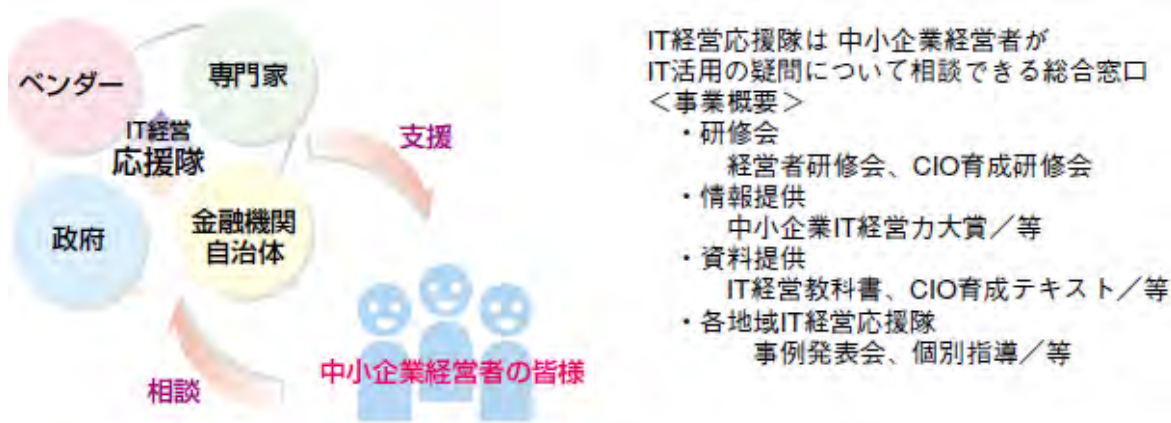 ベンダー
専門家
IT経営
応援隊
政府
金融機関
自治体
支援
相談
中小企業経営者の皆様
IT経営応援隊は 中小企業経営者が
IT活用の疑問について相談できる総合窓口
＜事業概要＞
・研修会
経営者研修会、CIO育成研修会
・情報提供
中小企業IT経営力大賞／等
・資料提供
IT経営教科書、CIO育成テキスト／等
・各地域IT経営応援隊
事例発表会、個別指導／等